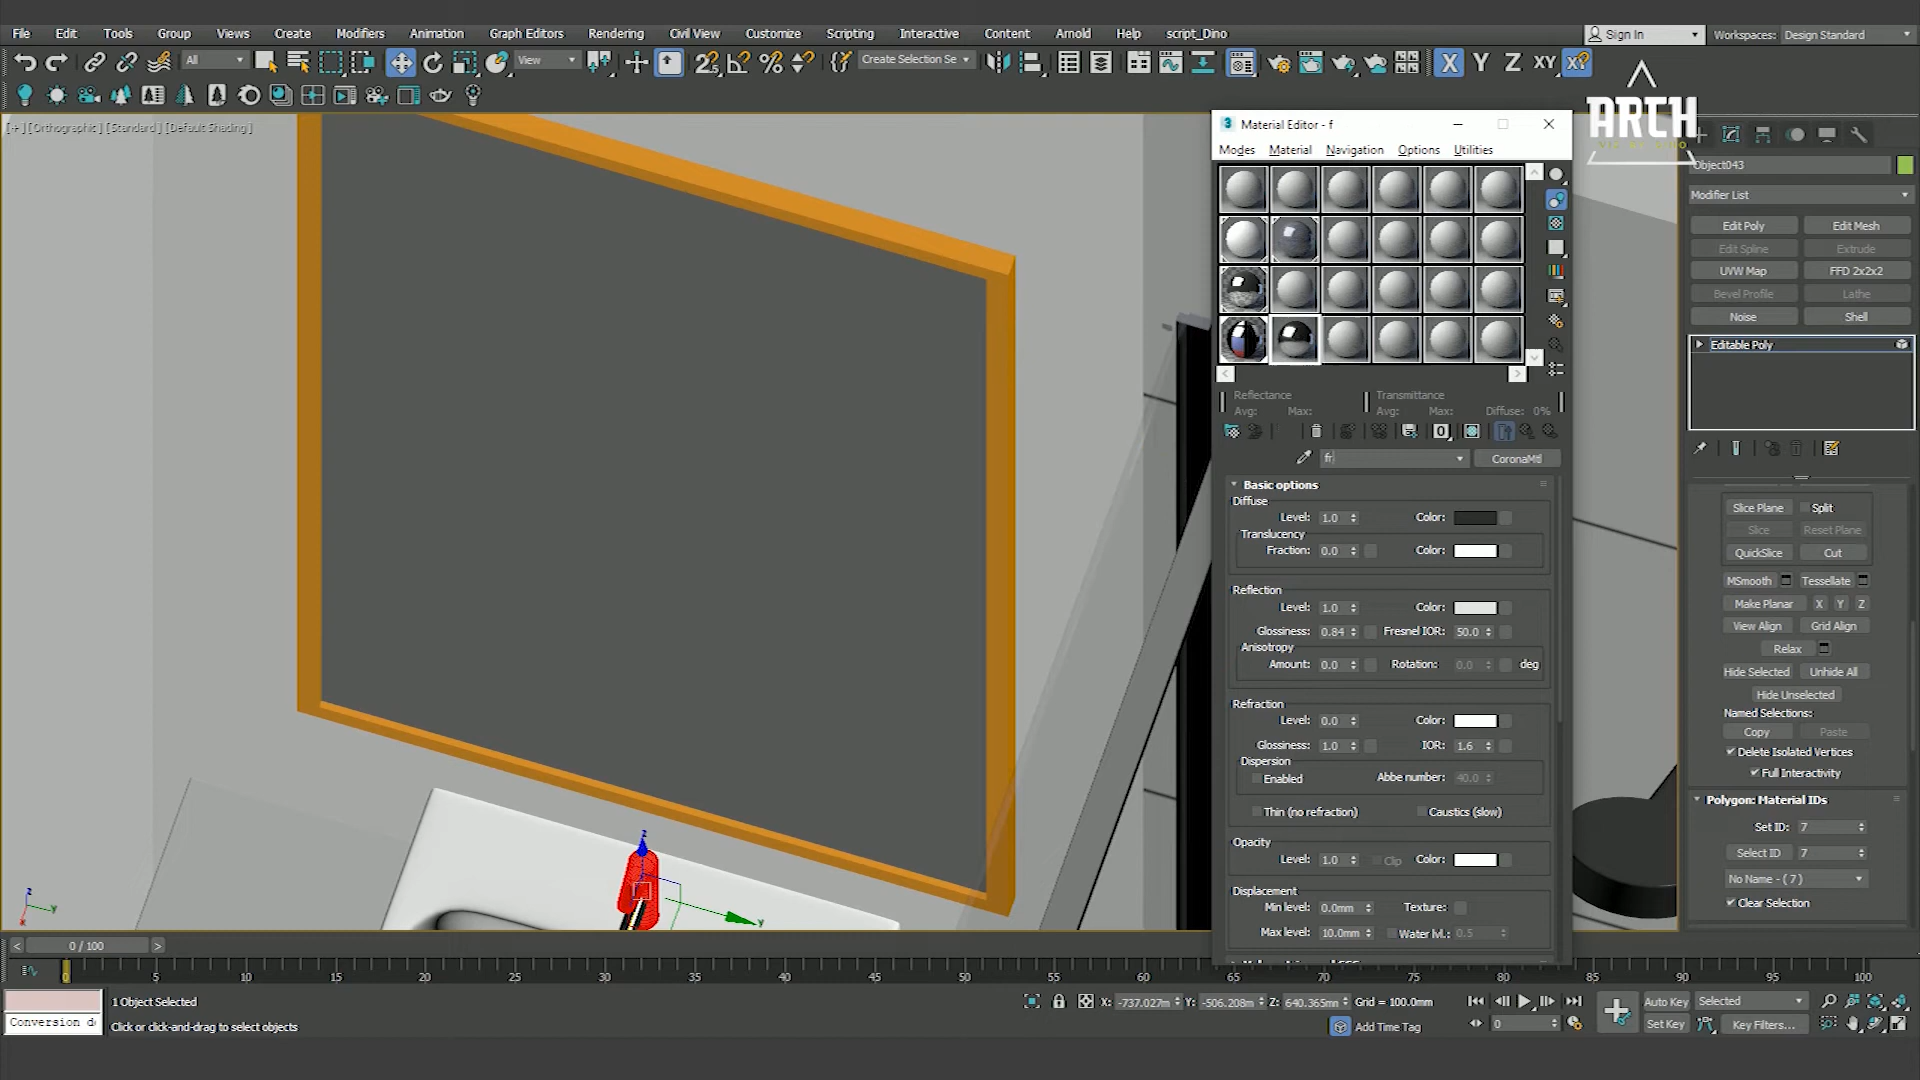 File Edit Tools Group Views Create Modifiers Animation Graph Editors Rendering Civil View Customize Scripting Interactive Content Arnold Help script_Dino
Sign In Workspaces: Design Standard
All View Create Selection Se X Y Z XY XY
ARCH
[+] [Orthographic] [Standard] [Default Shading]
Material Editor - f
Modes Material Navigation Options Utilities
Reflectance Transmittance
Avg: Max: Avg: Max: Diffuse: 0%
fr CoronaMtl
Basic options
Diffuse
Level: 1.0 Color:
Translucency
Fraction: 0.0 Color:
Reflection
Level: 1.0 Color:
Glossiness: 0.84 Fresnel IOR: 50.0
Anisotropy
Amount: 0.0 Rotation: 0.0 deg
Refraction
Level: 0.0 Color:
Glossiness: 1.0 IOR: 1.6
Dispersion
Enabled Abbe number: 40.0
Thin (no refraction) Caustics (slow)
Opacity
Level: 1.0 Clip Color:
Displacement
Min level: 0.0mm Texture:
Max level: 10.0mm Water lvl.: 0.5
Object043
Modifier List
Edit Poly Edit Mesh
Edit Spline Extrude
UVW Map FFD 2x2x2
Bevel Profile Lathe
Noise Shell
Editable Poly
Slice Plane Split
Slice Reset Plane
QuickSlice Cut
MSmooth Tessellate
Make Planar X Y Z
View Align Grid Align
Relax
Hide Selected Unhide All
Hide Unselected
Named Selections:
Copy Paste
Delete Isolated Vertices
Full Interactivity
Polygon: Material IDs
Set ID: 7
Select ID 7
No Name - ( 7 )
Clear Selection
z
y
z
y
x
0 / 100
0 5 10 15 20 25 30 35 40 45 50 55 60 65 70 75 80 85 90 95 100
1 Object Selected
Click or click-and-drag to select objects
X: -737.027m Y: -506.208m Z: 640.365mm Grid = 100.0mm
Add Time Tag
0
Auto Key Selected
Set Key Key Filters...